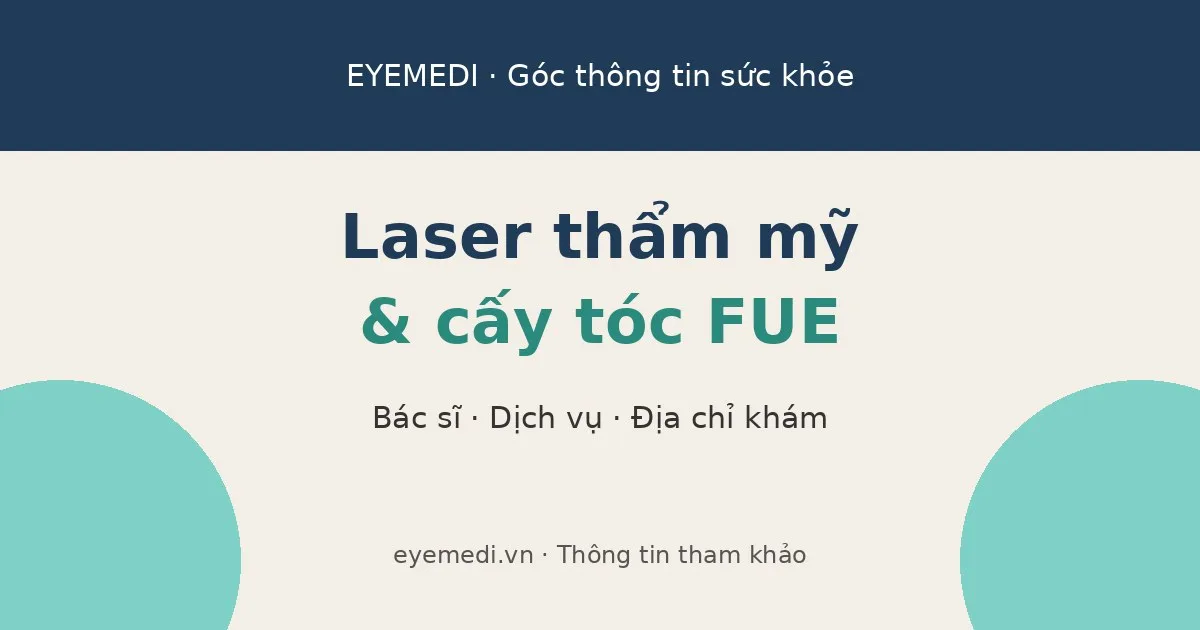 EYEMEDI · Góc thông tin sức khỏe
Laser thẩm mỹ
& cấy tóc FUE
Bác sĩ · Dịch vụ · Địa chỉ khám
eyemedi.vn · Thông tin tham khảo